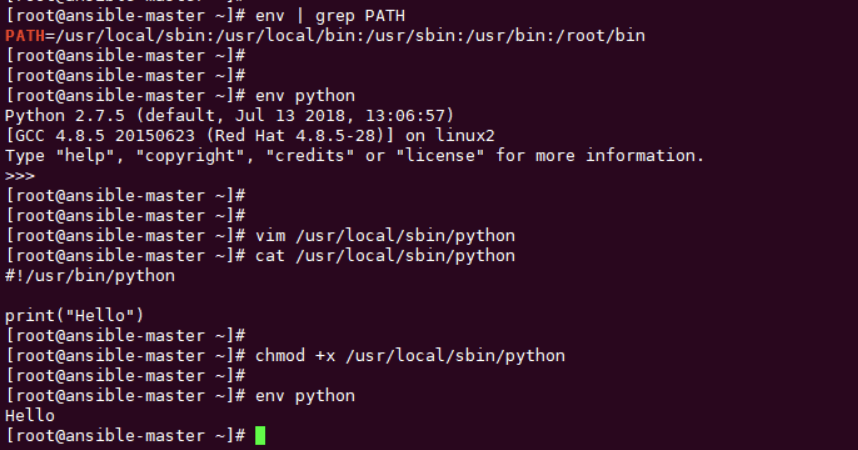 [root@ansible-master ~]# env | grep PATH
PATH=/usr/local/sbin:/usr/local/bin:/usr/sbin:/usr/bin:/root/bin
[root@ansible-master ~]#
[root@ansible-master ~]#
[root@ansible-master ~]# env python
Python 2.7.5 (default, Jul 13 2018, 13:06:57)
[GCC 4.8.5 20150623 (Red Hat 4.8.5-28)] on linux2
Type "help", "copyright", "credits" or "license" for more information.
>>>
[root@ansible-master ~]#
[root@ansible-master ~]#
[root@ansible-master ~]# vim /usr/local/sbin/python
[root@ansible-master ~]# cat /usr/local/sbin/python
#!/usr/bin/python

print("Hello")
[root@ansible-master ~]#
[root@ansible-master ~]# chmod +x /usr/local/sbin/python
[root@ansible-master ~]#
[root@ansible-master ~]# env python
Hello
[root@ansible-master ~]#